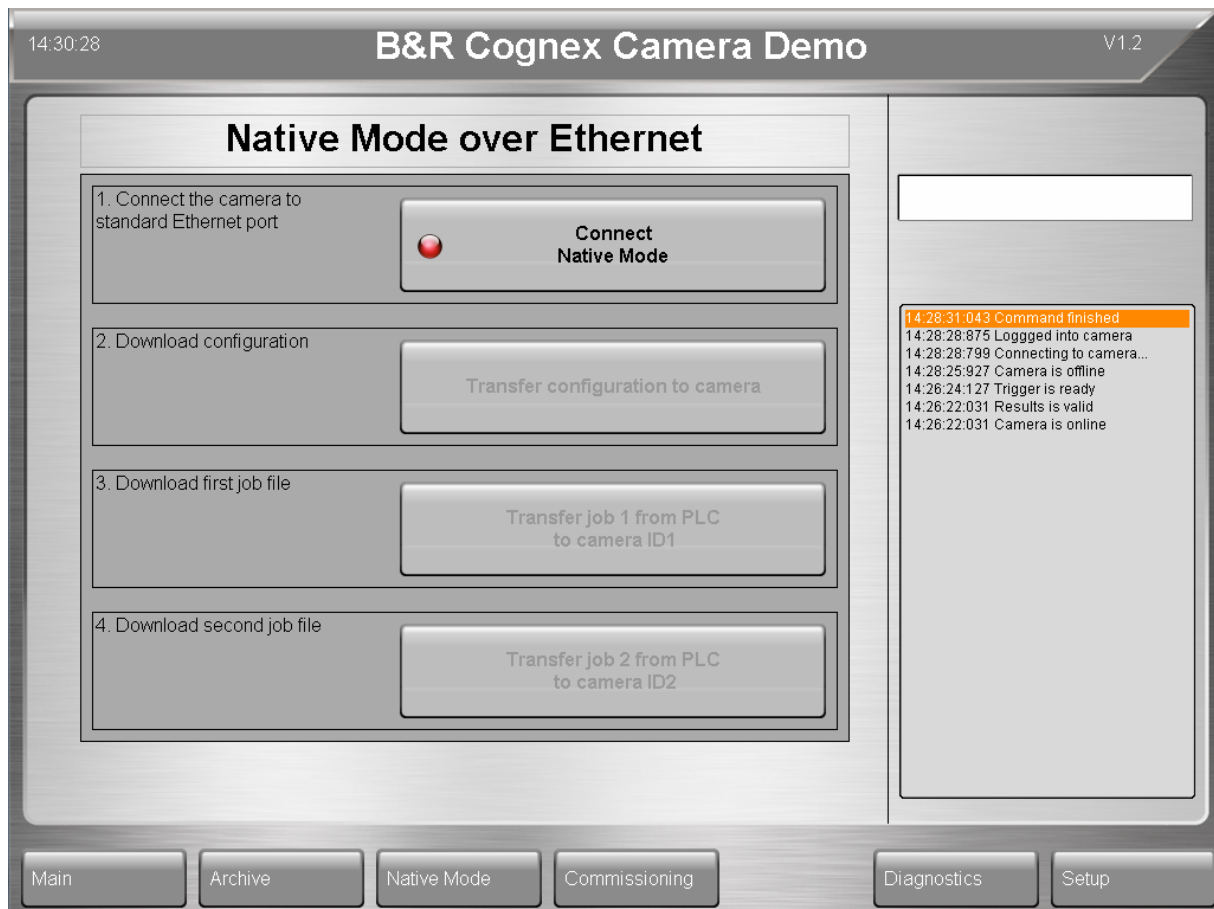 14:30:28
B&R Cognex Camera Demo
V1.2
Native Mode over Ethernet
1. Connect the camera to
standard Ethernet port
Connect
Native Mode
2. Download configuration
Transfer configuration to camera
3. Download first job file
Transfer job 1 from PLC
to camera ID1
4. Download second job file
Transfer job 2 from PLC
to camera ID2
14:28:31:043 Command finished
14:28:28:875 Loggged into camera
14:28:28:799 Connecting to camera...
14:28:25:927 Camera is offline
14:26:24:127 Trigger is ready
14:26:22:031 Results is valid
14:26:22:031 Camera is online
Main
Archive
Native Mode
Commissioning
Diagnostics
Setup